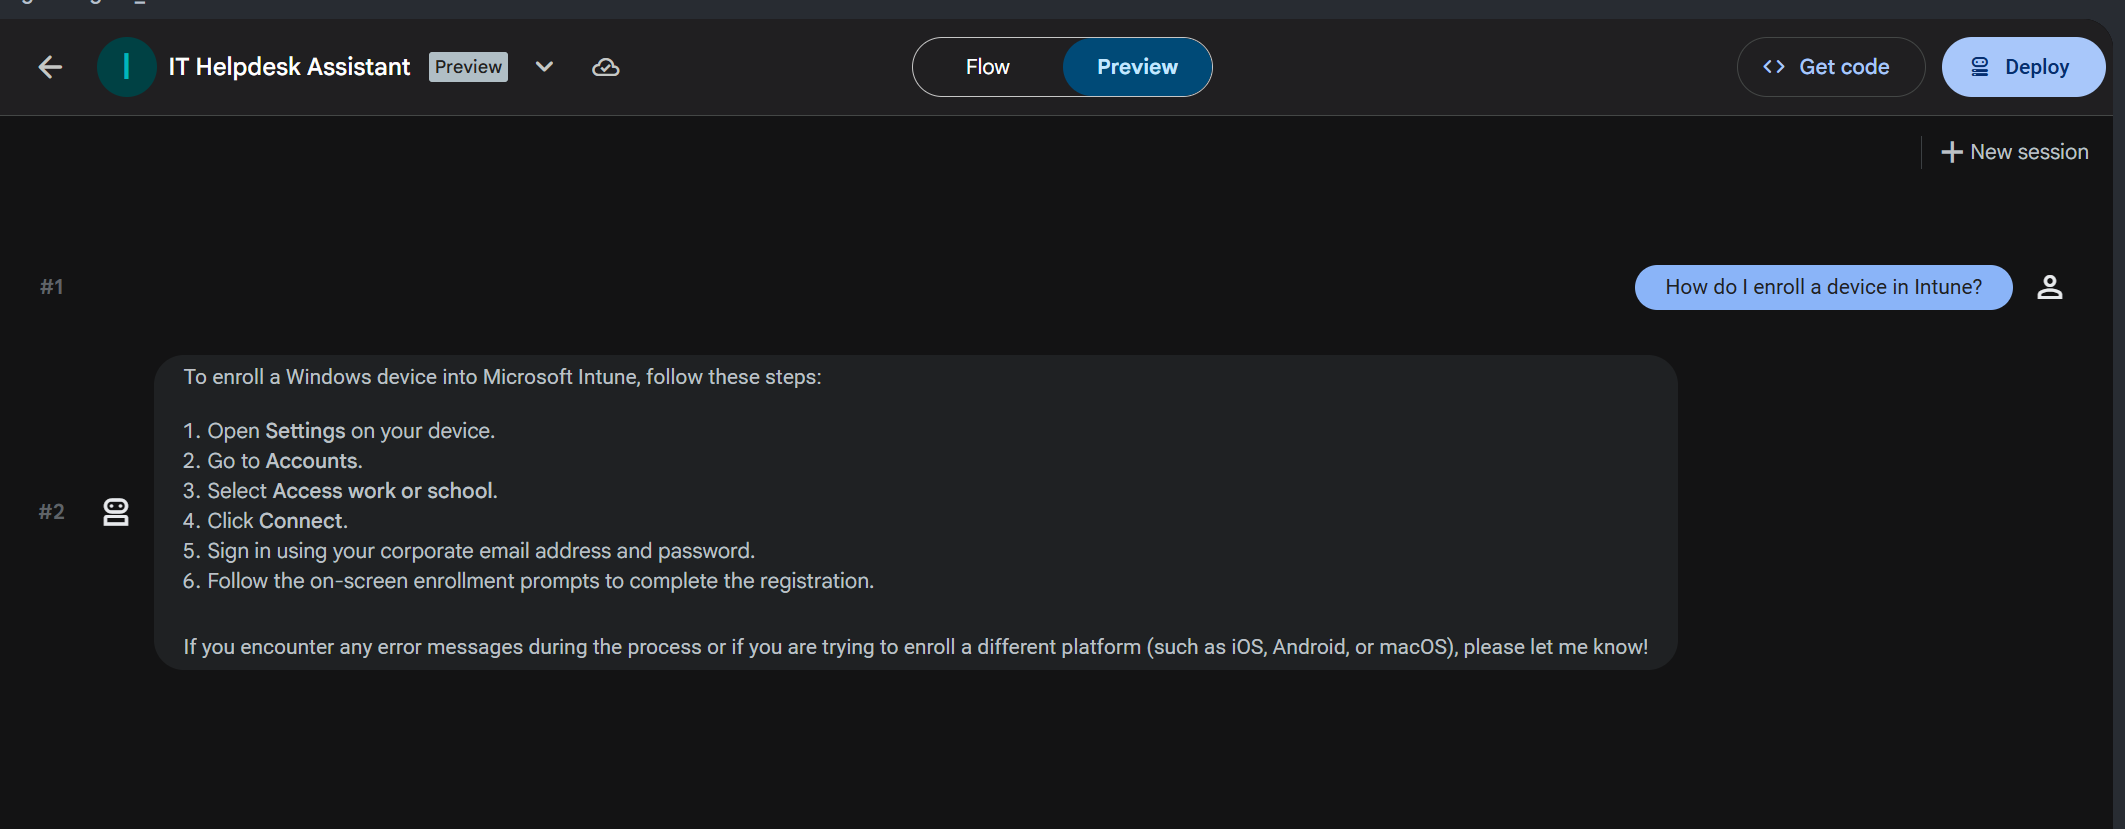 IT Helpdesk Assistant Preview
Flow Preview
Get code
Deploy
New session
#1
How do I enroll a device in Intune?
To enroll a Windows device into Microsoft Intune, follow these steps:
1. Open Settings on your device.
2. Go to Accounts.
3. Select Access work or school.
4. Click Connect.
#2
5. Sign in using your corporate email address and password.
6. Follow the on-screen enrollment prompts to complete the registration.
If you encounter any error messages during the process or if you are trying to enroll a different platform (such as iOS, Android, or macOS), please let me know!